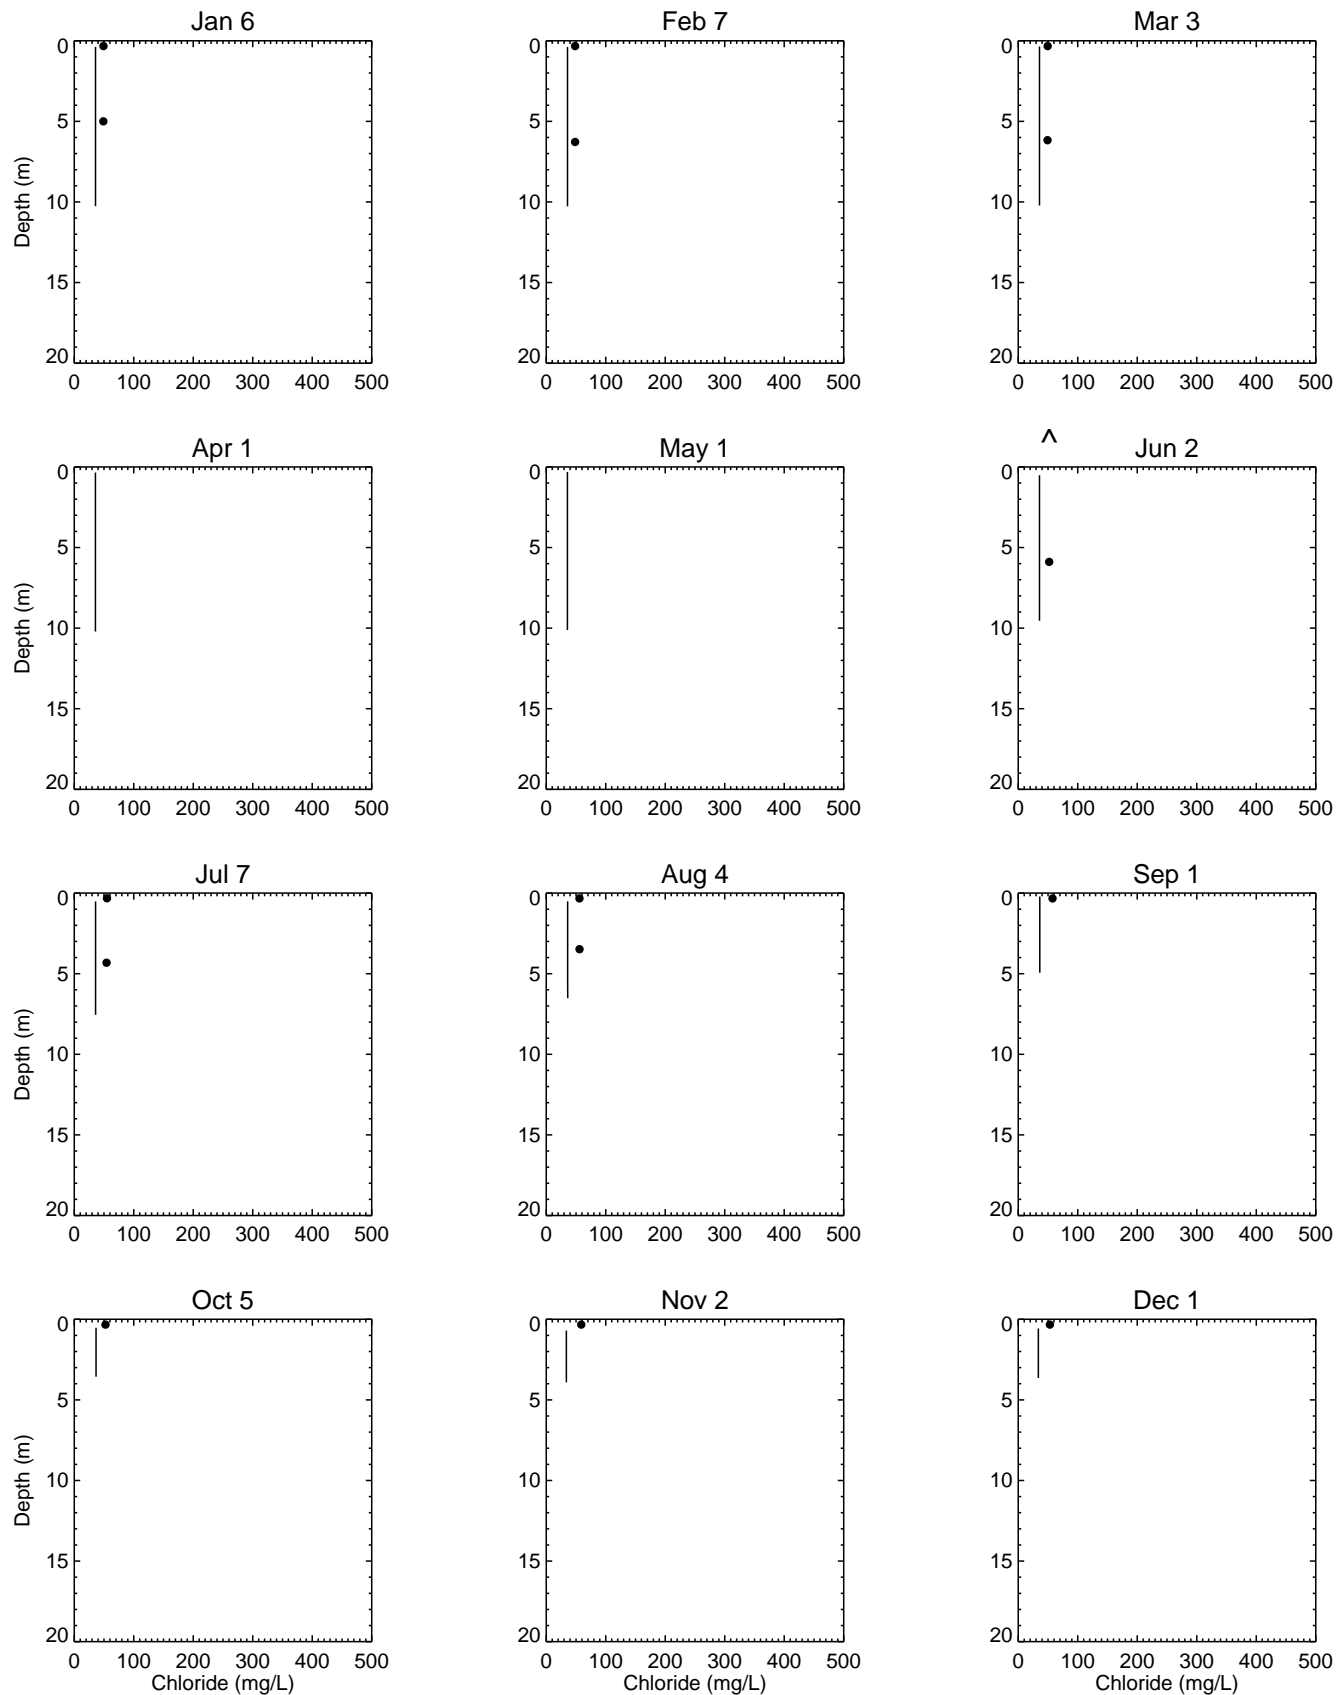 Jan 6 Feb 7 Mar 3
0 0 0
5 5 5
10 10 10
15 15 15
20 20 20
Depth (m)
0 100 200 300 400 500 0 100 200 300 400 500 0 100 200 300 400 500
^
Apr 1 May 1 Jun 2
0 0 0
5 5 5
10 10 10
15 15 15
20 20 20
Depth (m)
0 100 200 300 400 500 0 100 200 300 400 500 0 100 200 300 400 500
Jul 7 Aug 4 Sep 1
0 0 0
5 5 5
10 10 10
15 15 15
20 20 20
Depth (m)
0 100 200 300 400 500 0 100 200 300 400 500 0 100 200 300 400 500
Oct 5 Nov 2 Dec 1
0 0 0
5 5 5
10 10 10
15 15 15
20 20 20
Depth (m)
0 100 200 300 400 500 0 100 200 300 400 500 0 100 200 300 400 500
Chloride (mg/L) Chloride (mg/L) Chloride (mg/L)